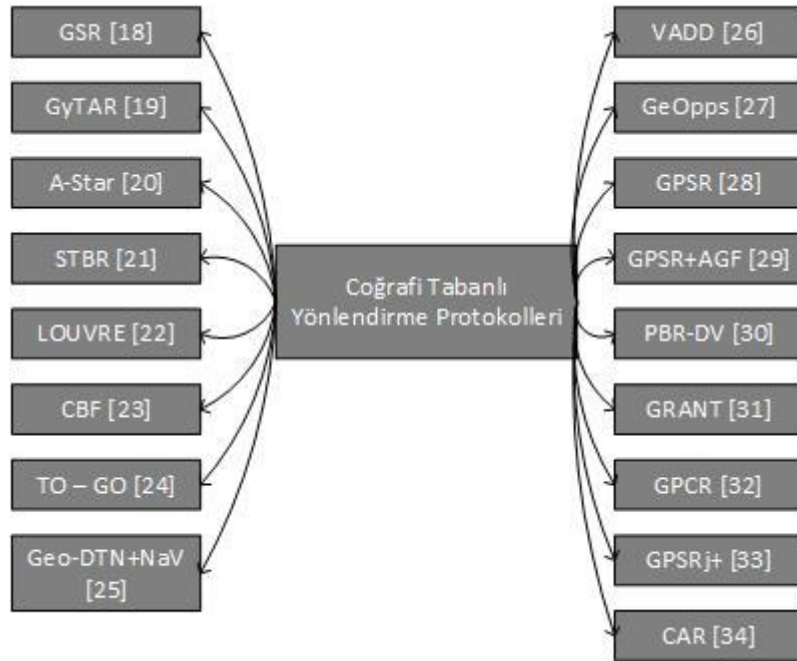 GSR [18]
GyTAR [19]
A-Star [20]
STBR [21]
LOUVRE [22]
CBF [23]
TO – GO [24]
Geo-DTN+NaV
[25]
Coğrafi Tabanlı
Yönlendirme Protokolleri
VADD [26]
GeOpps [27]
GPSR [28]
GPSR+AGF [29]
PBR-DV [30]
GRANT [31]
GPCR [32]
GPSRj+ [33]
CAR [34]